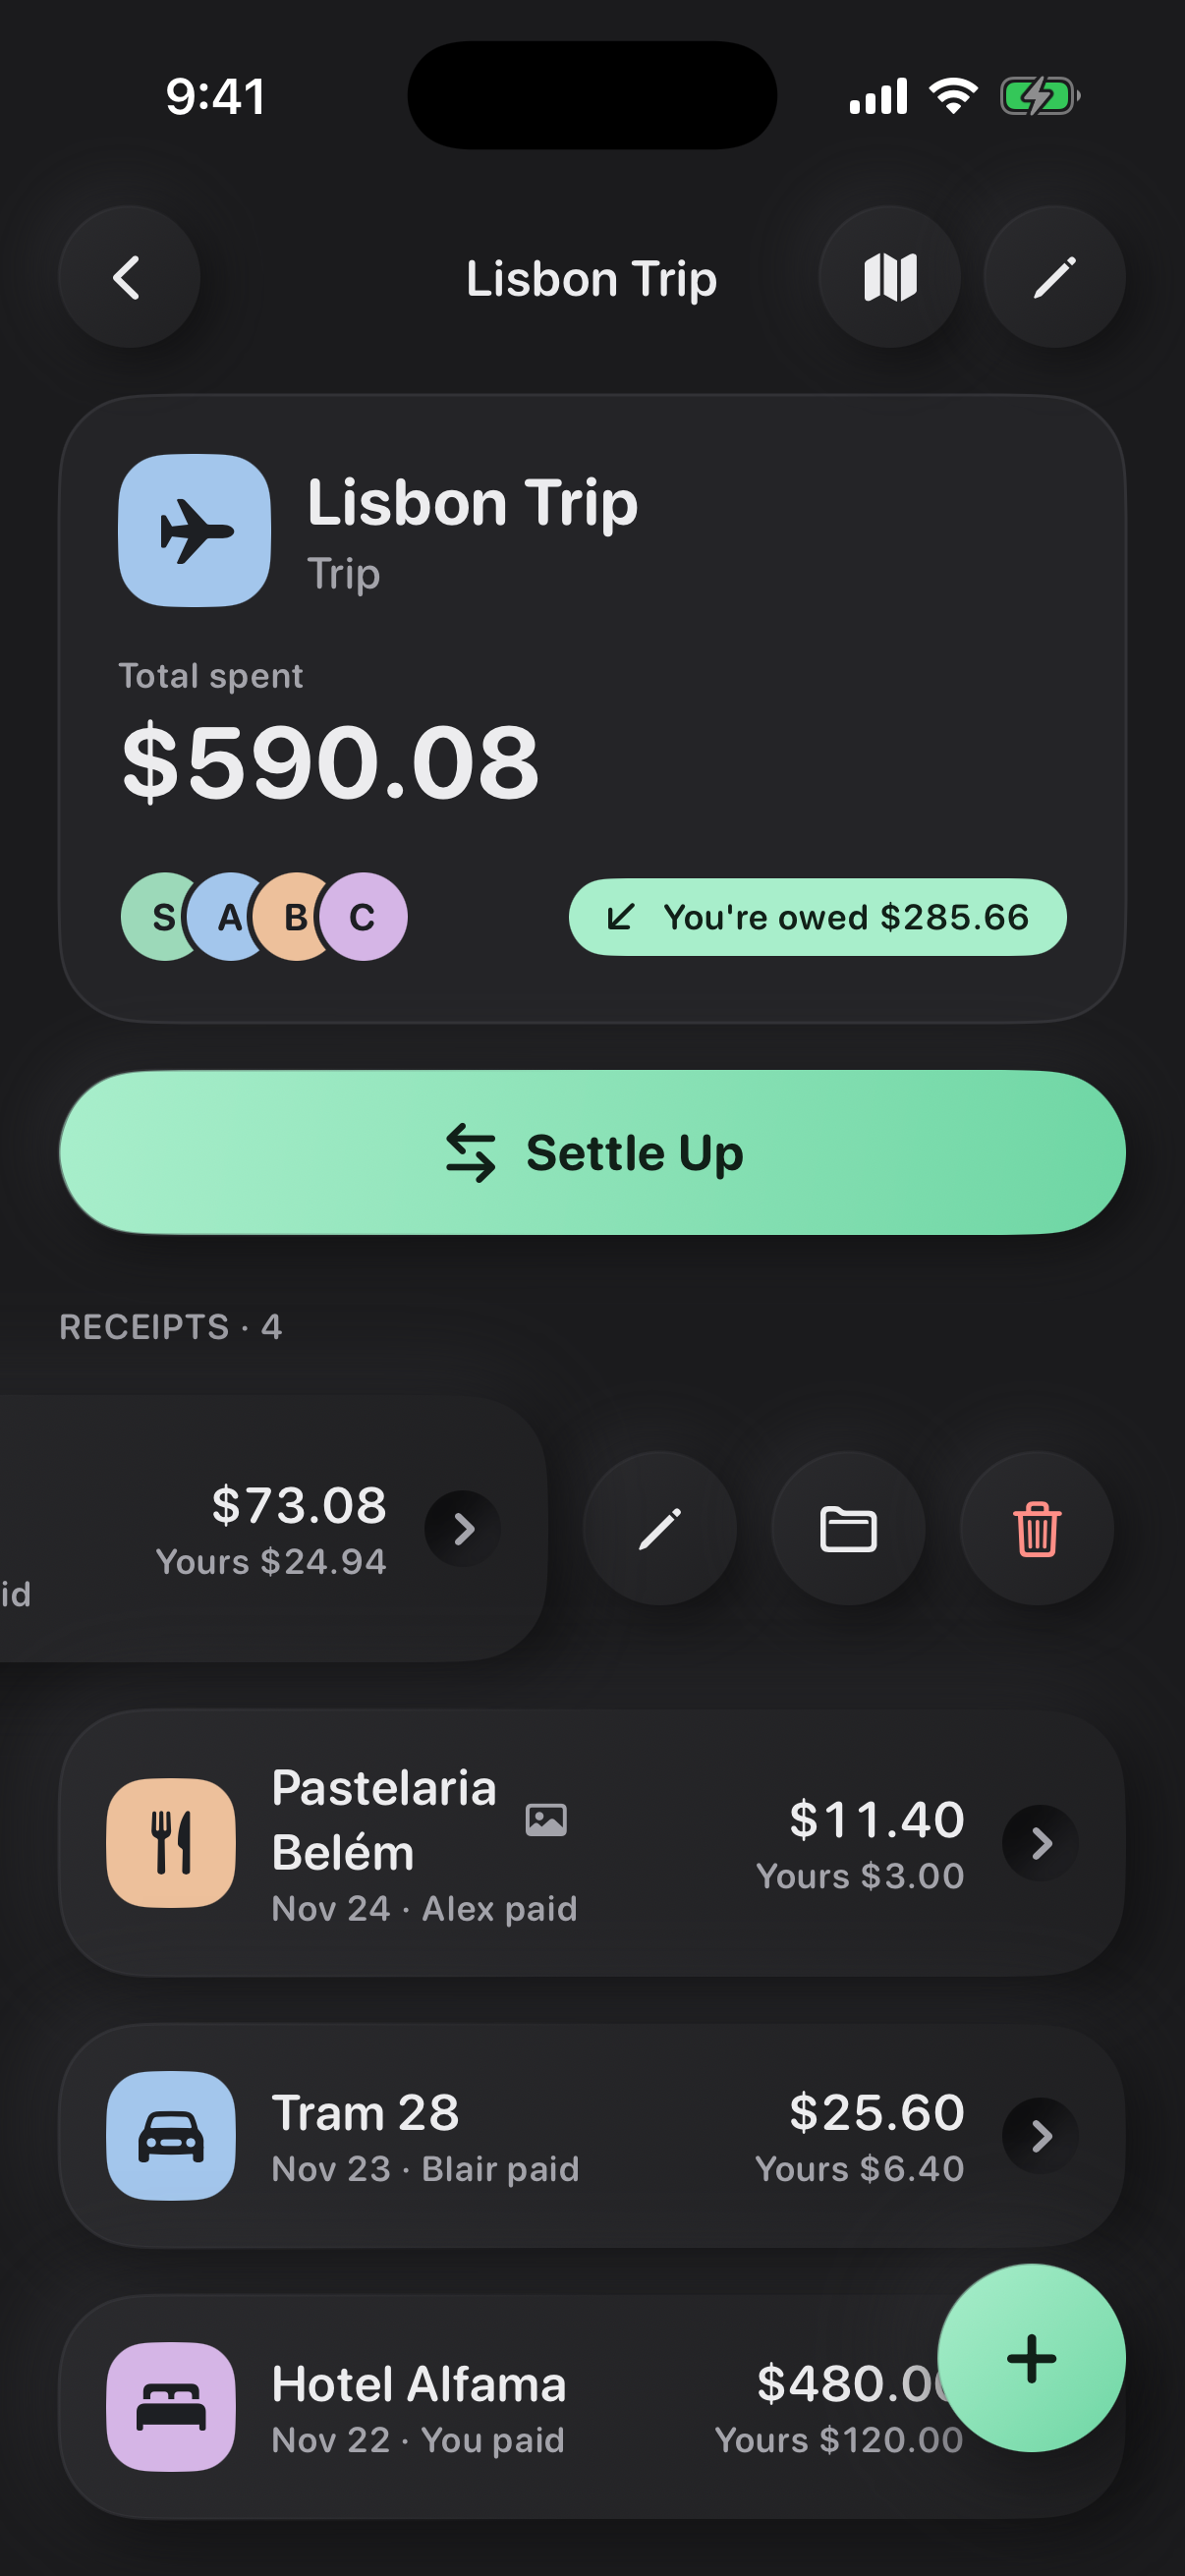 9:41
Lisbon Trip
Lisbon Trip
Trip
Total spent
$590.08
S A B C
You're owed $285.66
Settle Up
RECEIPTS · 4
$73.08
Yours $24.94
id
Pastelaria
Belém
Nov 24 · Alex paid
$11.40
Yours $3.00
Tram 28
Nov 23 · Blair paid
$25.60
Yours $6.40
Hotel Alfama
Nov 22 · You paid
$480.00
Yours $120.00